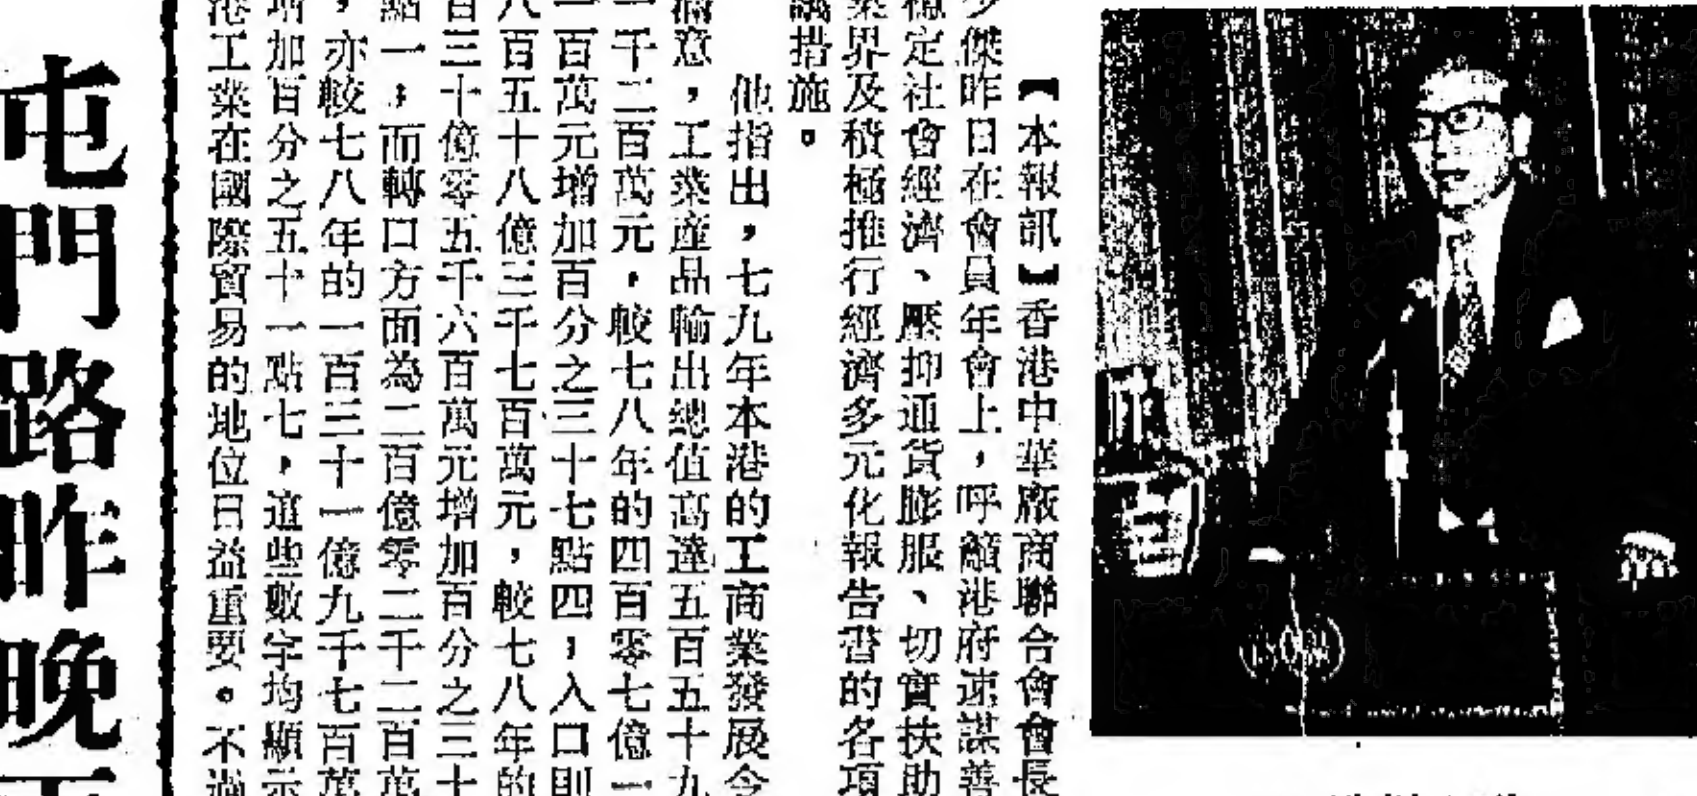 【本報訊】香港中華廠商聯合會會長
傑昨日在會員年會上，呼籲港府速謀善
穩定社會經濟、壓抑通貨膨脹、切實扶助
業界及積極推行經濟多元化報告書的各項
議措施。
他指出，七九年本港的工商業發展令
滿意，工業產品輸出總值高達五百五十九
一千二百萬元，較七八年的四百零七億一
一百萬元增加百分之三十七點四，入口則
八百五十八億三千七百萬元，較七八年的
百三十億零五千六百萬元增加百分之三十
點一，而轉口方面為二百億零二千二百萬
，亦較七八年的一百三十一億九千七百萬
增加百分之五十一點七，這些數字均顯示
港工業在國際貿易的地位日益重要。不過
屯門路昨晚